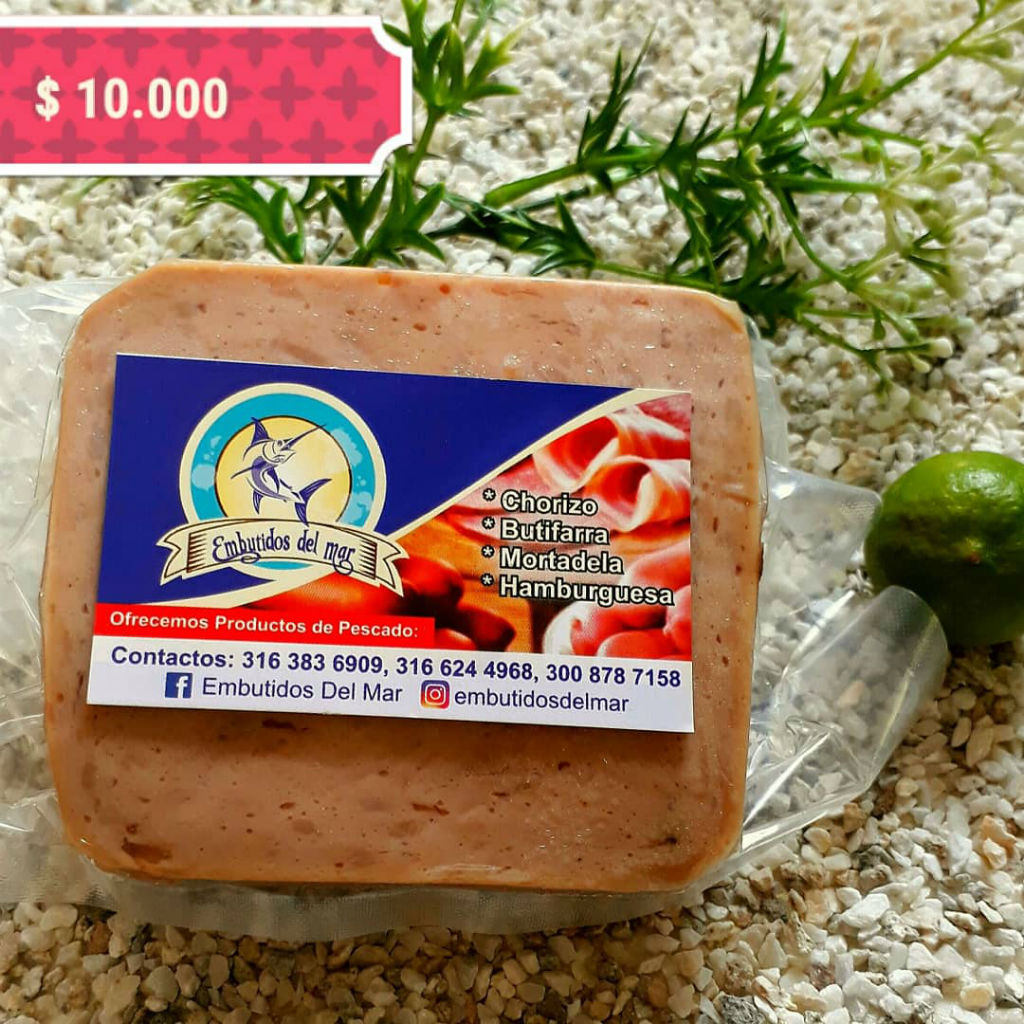 $ 10.000
Embutidos del mar
* Chorizo
* Butifarra
* Mortadela
* Hamburguesa
Ofrecemos Productos de Pescado:
Contactos: 316 383 6909, 316 624 4968, 300 878 7158
Embutidos Del Mar embutidosdelmar